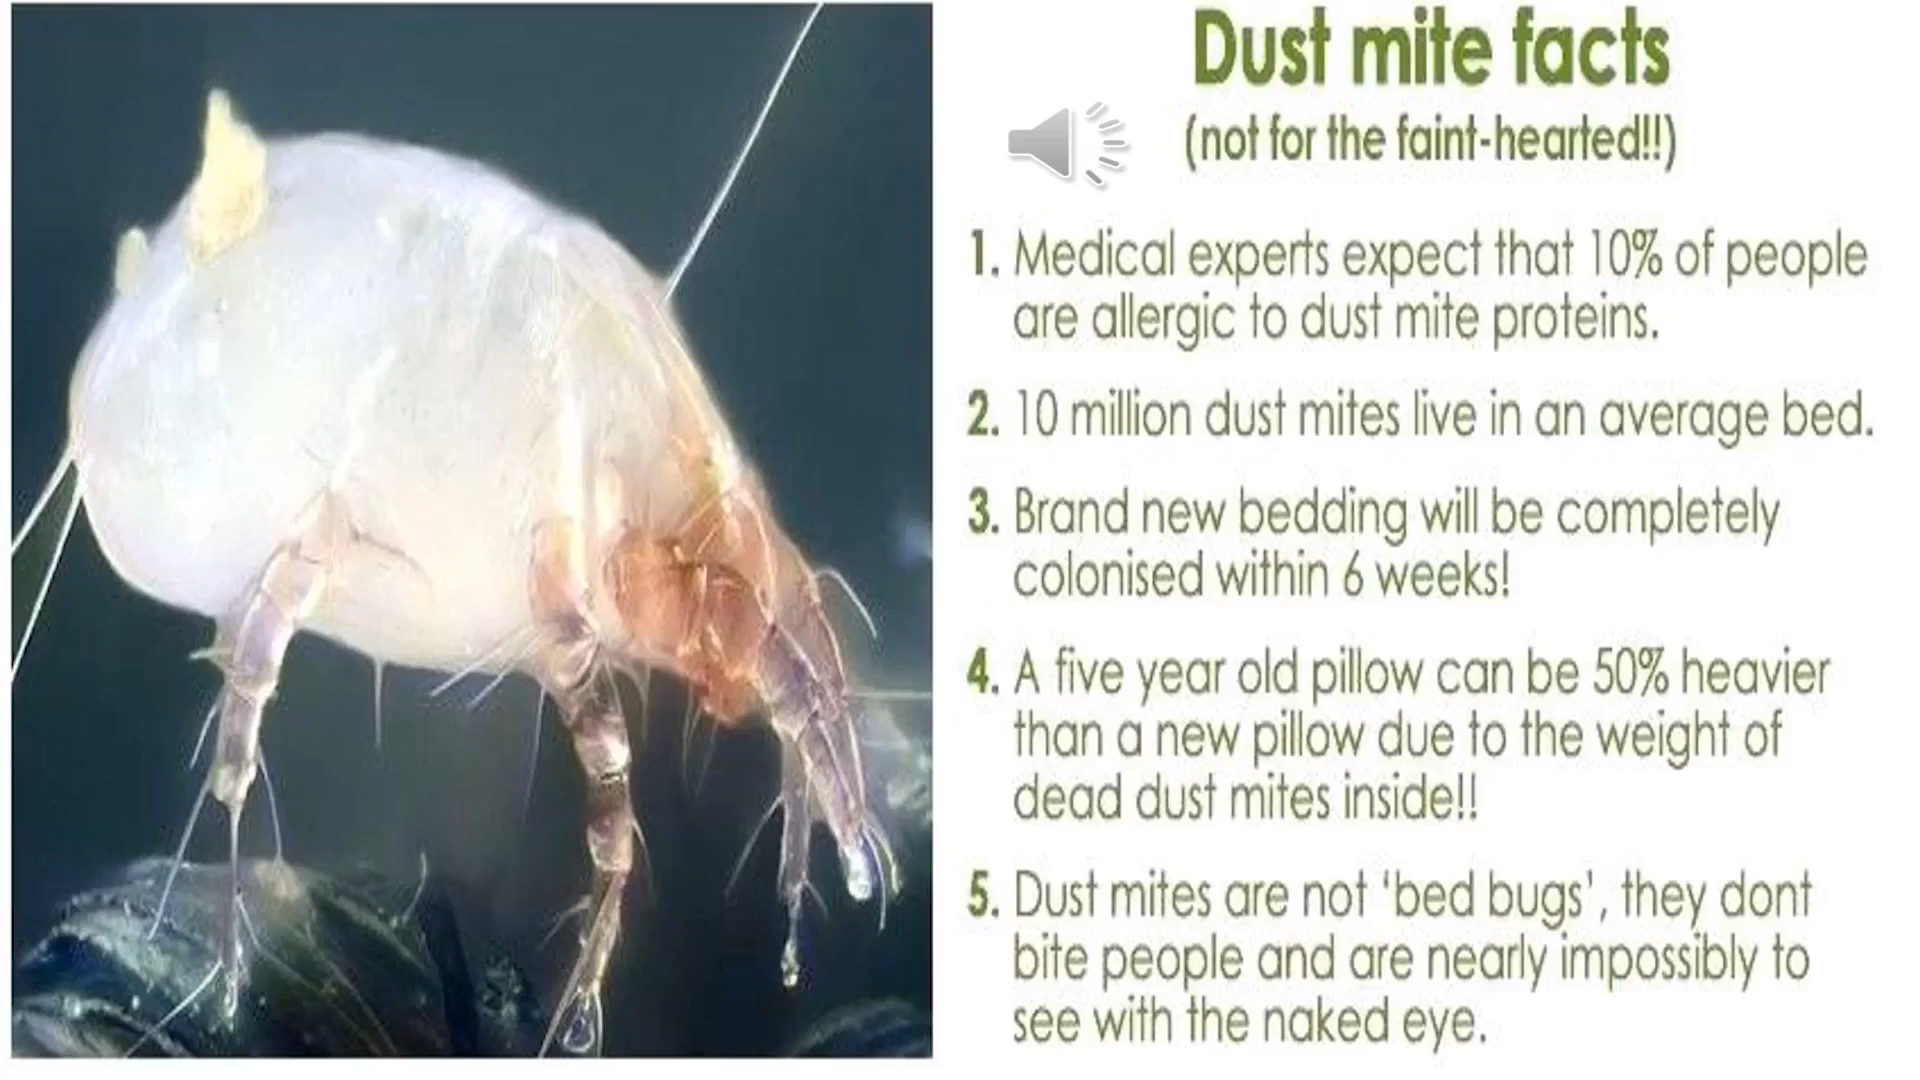 Dust mite facts
(not for the faint-hearted!!)
1. Medical experts expect that 10% of people
are allergic to dust mite proteins.
2. 10 million dust mites live in an average bed.
3. Brand new bedding will be completely
colonised within 6 weeks!
4. A five year old pillow can be 50% heavier
than a new pillow due to the weight of
dead dust mites inside!!
5. Dust mites are not ‘bed bugs’, they dont
bite people and are nearly impossibly to
see with the naked eye.